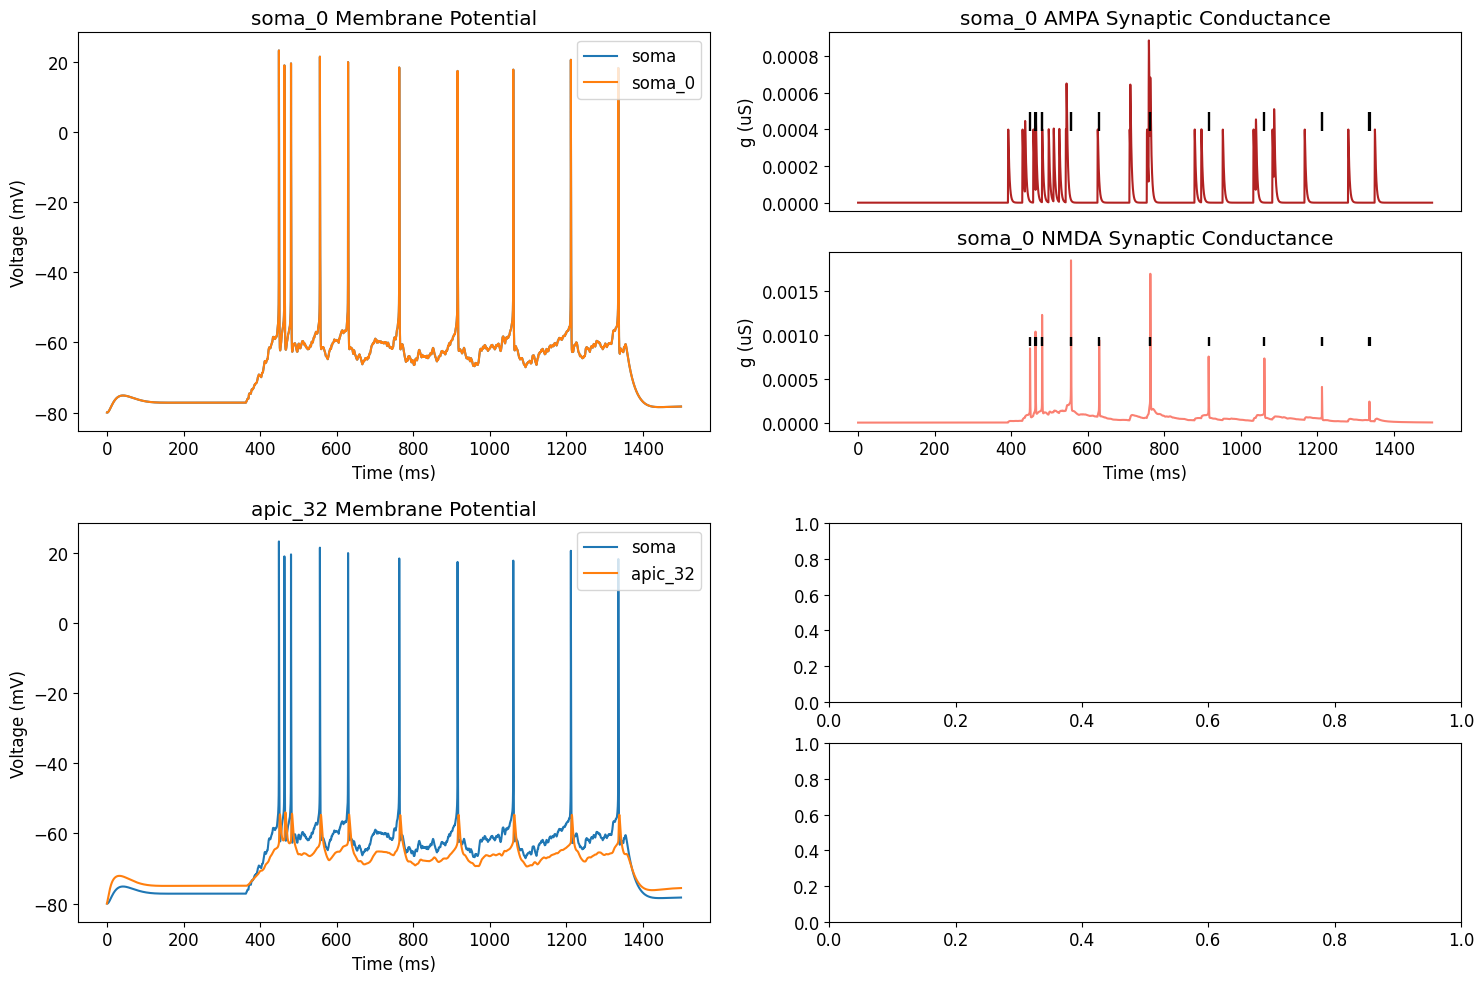 soma_0 Membrane Potential
Voltage (mV)
20
0
−20
−40
−60
−80
soma
soma_0
0 200 400 600 800 1000 1200 1400
Time (ms)
soma_0 AMPA Synaptic Conductance
g (uS)
0.0008
0.0006
0.0004
0.0002
0.0000
soma_0 NMDA Synaptic Conductance
g (uS)
0.0015
0.0010
0.0005
0.0000
0 200 400 600 800 1000 1200 1400
Time (ms)
apic_32 Membrane Potential
Voltage (mV)
20
0
−20
−40
−60
−80
soma
apic_32
0 200 400 600 800 1000 1200 1400
Time (ms)
1.0
0.8
0.6
0.4
0.2
0.0
0.0 0.2 0.4 0.6 0.8 1.0
1.0
0.8
0.6
0.4
0.2
0.0
0.0 0.2 0.4 0.6 0.8 1.0